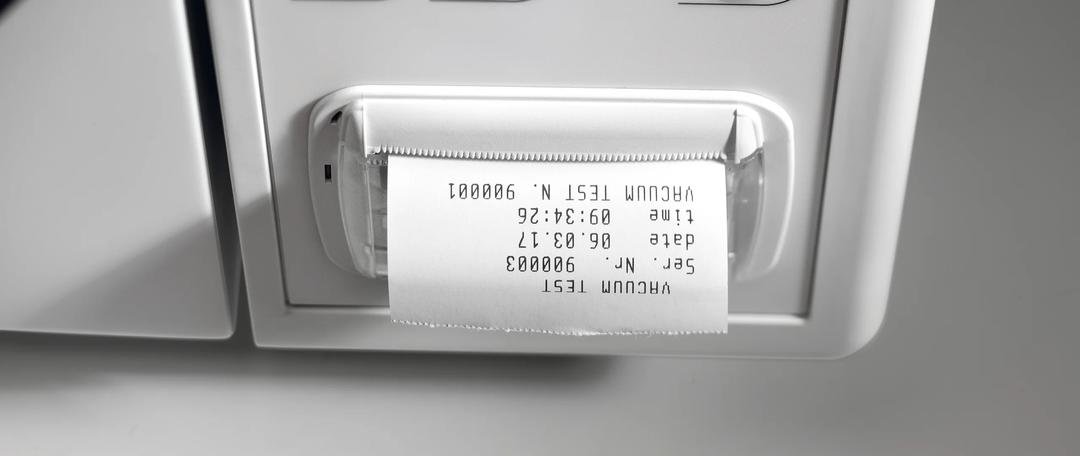 VACUUM TEST
Ser. Nr. 900003
date 06.03.17
time 09:34:26
VACUUM TEST N. 900001